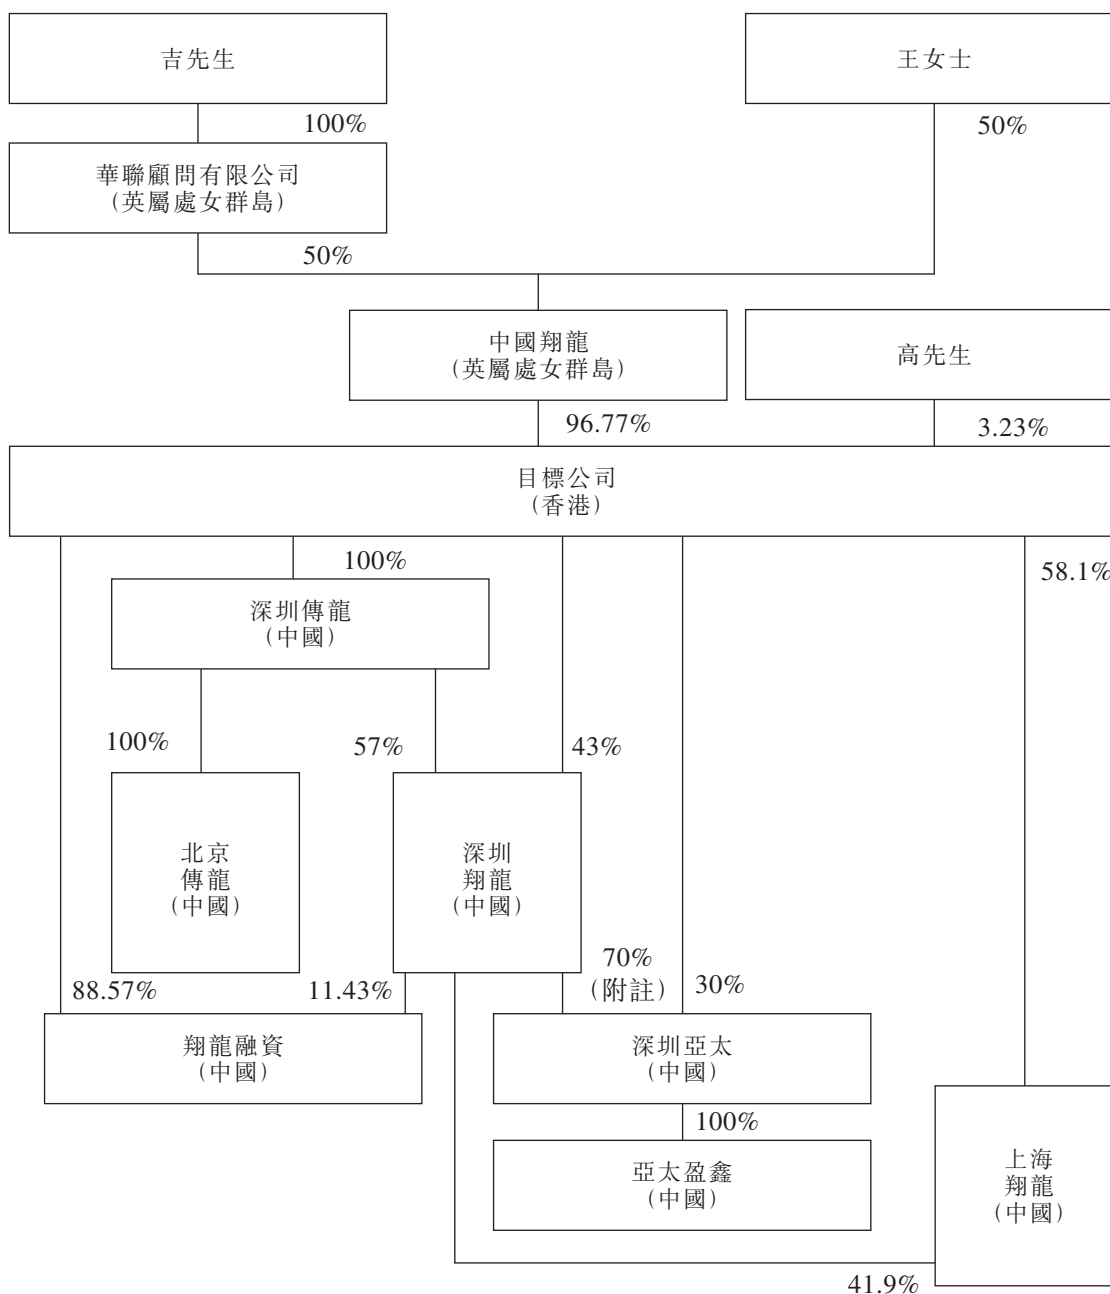 吉先生
王女士
100%
50%
華聯顧問有限公司
(英屬處女群島)
50%
中國翔龍
(英屬處女群島)
高先生
96.77%
3.23%
目標公司
(香港)
100%
58.1%
深圳傳龍
(中國)
100%
57%
43%
北京
傳龍
(中國)
深圳
翔龍
(中國)
70%
(附註)
30%
88.57%
11.43%
翔龍融資
(中國)
深圳亞太
(中國)
100%
亞太盈鑫
(中國)
上海
翔龍
(中國)
41.9%